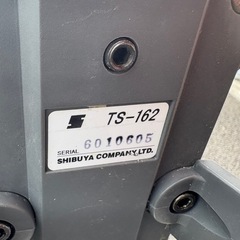 TS-162
SERIAL 6010605
SHIBUYA COMPANY LTD.